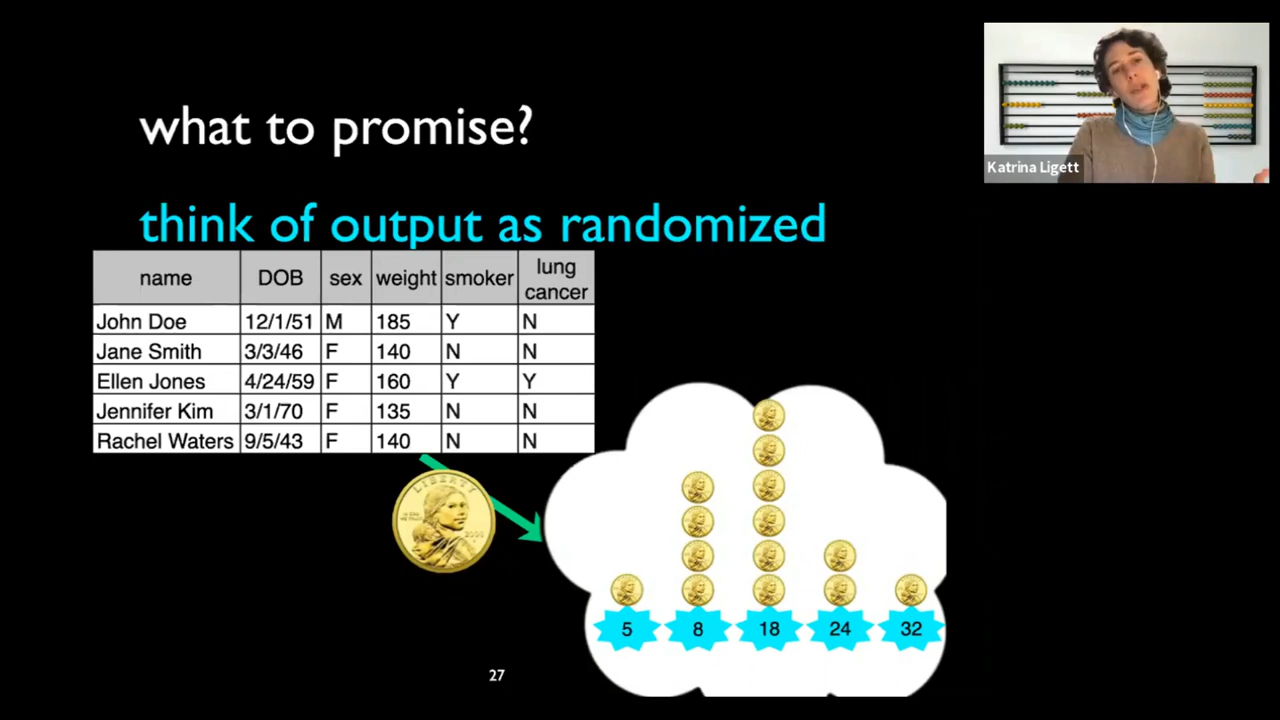 what to promise?
Katrina Ligett
think of output as randomized
name DOB sex weight smoker lung cancer
John Doe 12/1/51 M 185 Y N
Jane Smith 3/3/46 F 140 N N
Ellen Jones 4/24/59 F 160 Y Y
Jennifer Kim 3/1/70 F 135 N N
Rachel Waters 9/5/43 F 140 N N
LIBERTY
5 8 18 24 32
27